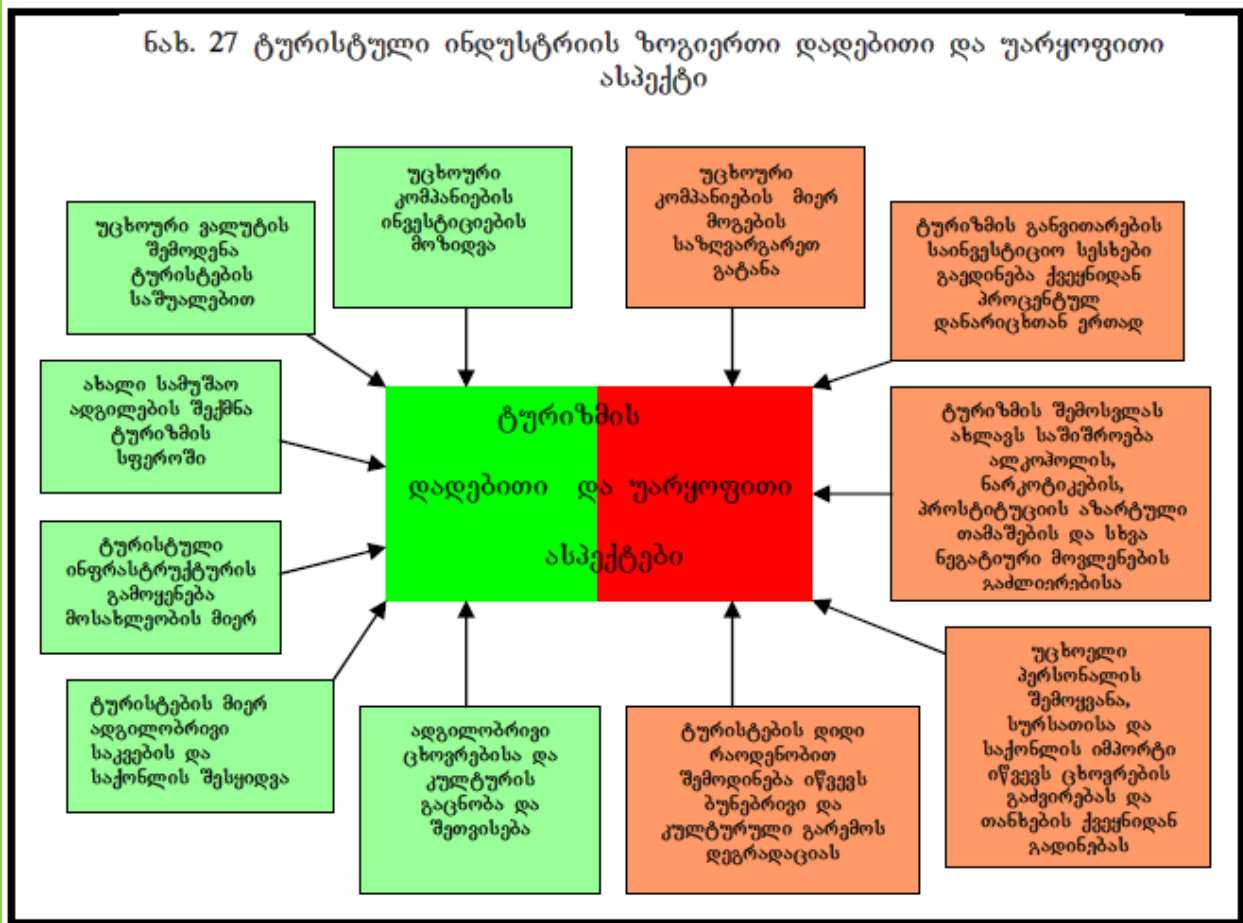 ნახ. 27 ტურისტული ინდუსტრიის ზოგიერთი დადებითი და უარყოფითი
ასპექტი
უცხოური
კომპანიების
ინვესტიციების
მოზიდვა
უცხოური
კომპანიების მიერ
მოგების
საზღვარგარეთ
გატანა
უცხოური ვალუტის
შემოდენა
ტურისტების
საშუალებით
ტურიზმის განვითარების
საინვესტიციო სესხები
გაედინება ქვეყნიდან
პროცენტულ
დანარიცხთან ერთად
ახალი სამუშაო
ადგილების შექმნა
ტურიზმის
სფეროში
ტურიზმის
დადებითი და უარყოფითი
ასპექტები
ტურიზმის შემოსვლას
ახლავს საშიშროება
ალკოჰოლის,
ნარკოტიკების,
პროსტიტუციის აზარტული
თამაშების და სხვა
ნეგატიური მოვლენების
გაძლიერებისა
ტურისტული
ინფრასტრუქტურის
გამოყენება
მოსახლეობის მიერ
ტურისტების მიერ
ადგილობრივი
საკვების და
საქონლის შესყიდვა
ადგილობრივი
ცხოვრებისა და
კულტურის
გაცნობა და
შეთვისება
ტურისტების დიდი
რაოდენობით
შემოდინება იწვევს
ბუნებრივი და
კულტურული გარემოს
დეგრადაციას
უცხოელი
პერსონალის
შემოყვანა,
სურსათისა და
საქონლის იმპორტი
იწვევს ცხოვრების
გაძვირებას და
თანხების ქვეყნიდან
გადინებას